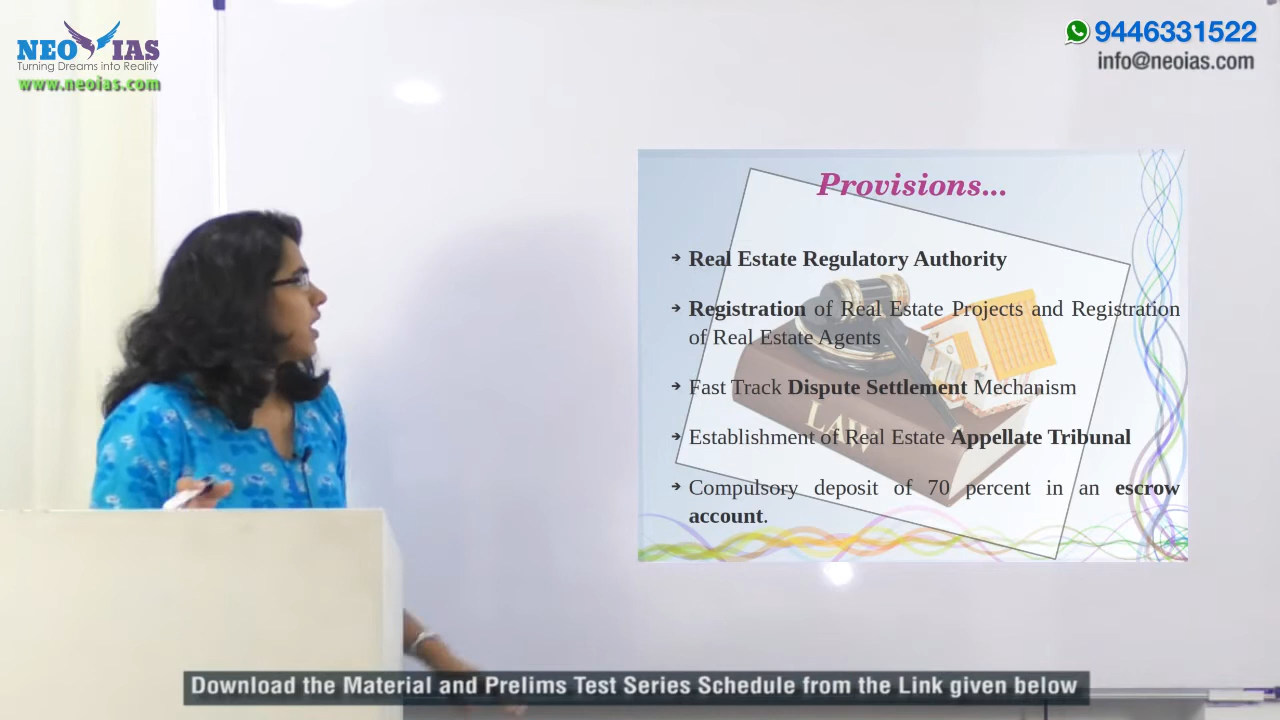 NEO IAS
Turning Dreams into Reality
www.neoias.com
9446331522
info@neoias.com
Provisions...
➔ Real Estate Regulatory Authority
➔ Registration of Real Estate Projects and Registration
of Real Estate Agents
➔ Fast Track Dispute Settlement Mechanism
➔ Establishment of Real Estate Appellate Tribunal
➔ Compulsory deposit of 70 percent in an escrow
account.
LAW
Download the Material and Prelims Test Series Schedule from the Link given below